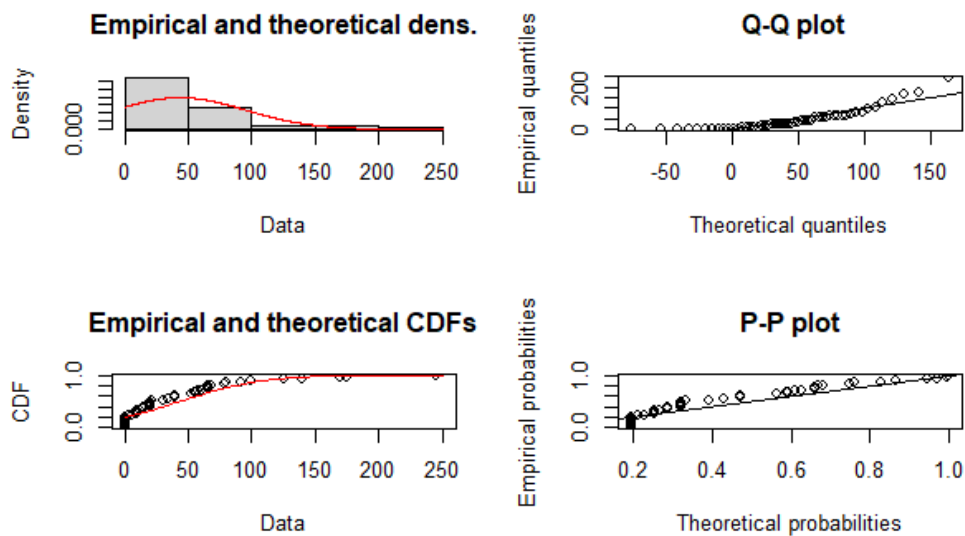 Empirical and theoretical dens.
Density
0.000
0 50 100 150 200 250
Data
Q-Q plot
Empirical quantiles
0 200
-50 0 50 100 150
Theoretical quantiles
Empirical and theoretical CDFs
CDF
0.0 1.0
0 50 100 150 200 250
Data
P-P plot
Empirical probabilities
0.0 1.0
0.2 0.4 0.6 0.8 1.0
Theoretical probabilities